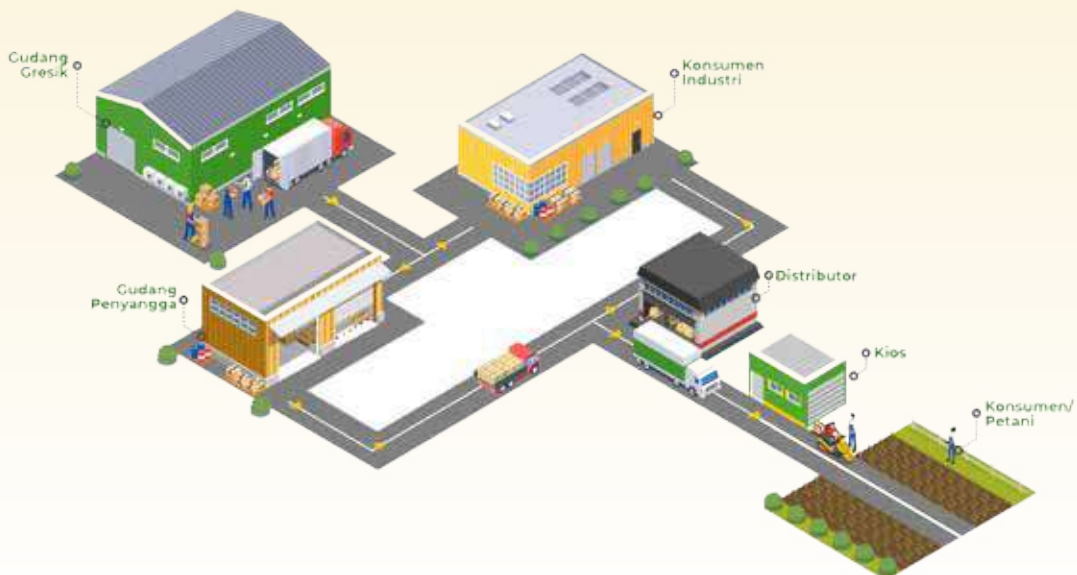 Gudang
Gresik
Konsumen
Industri
Gudang
Penyangga
Distributor
Kios
Konsumen/
Petani